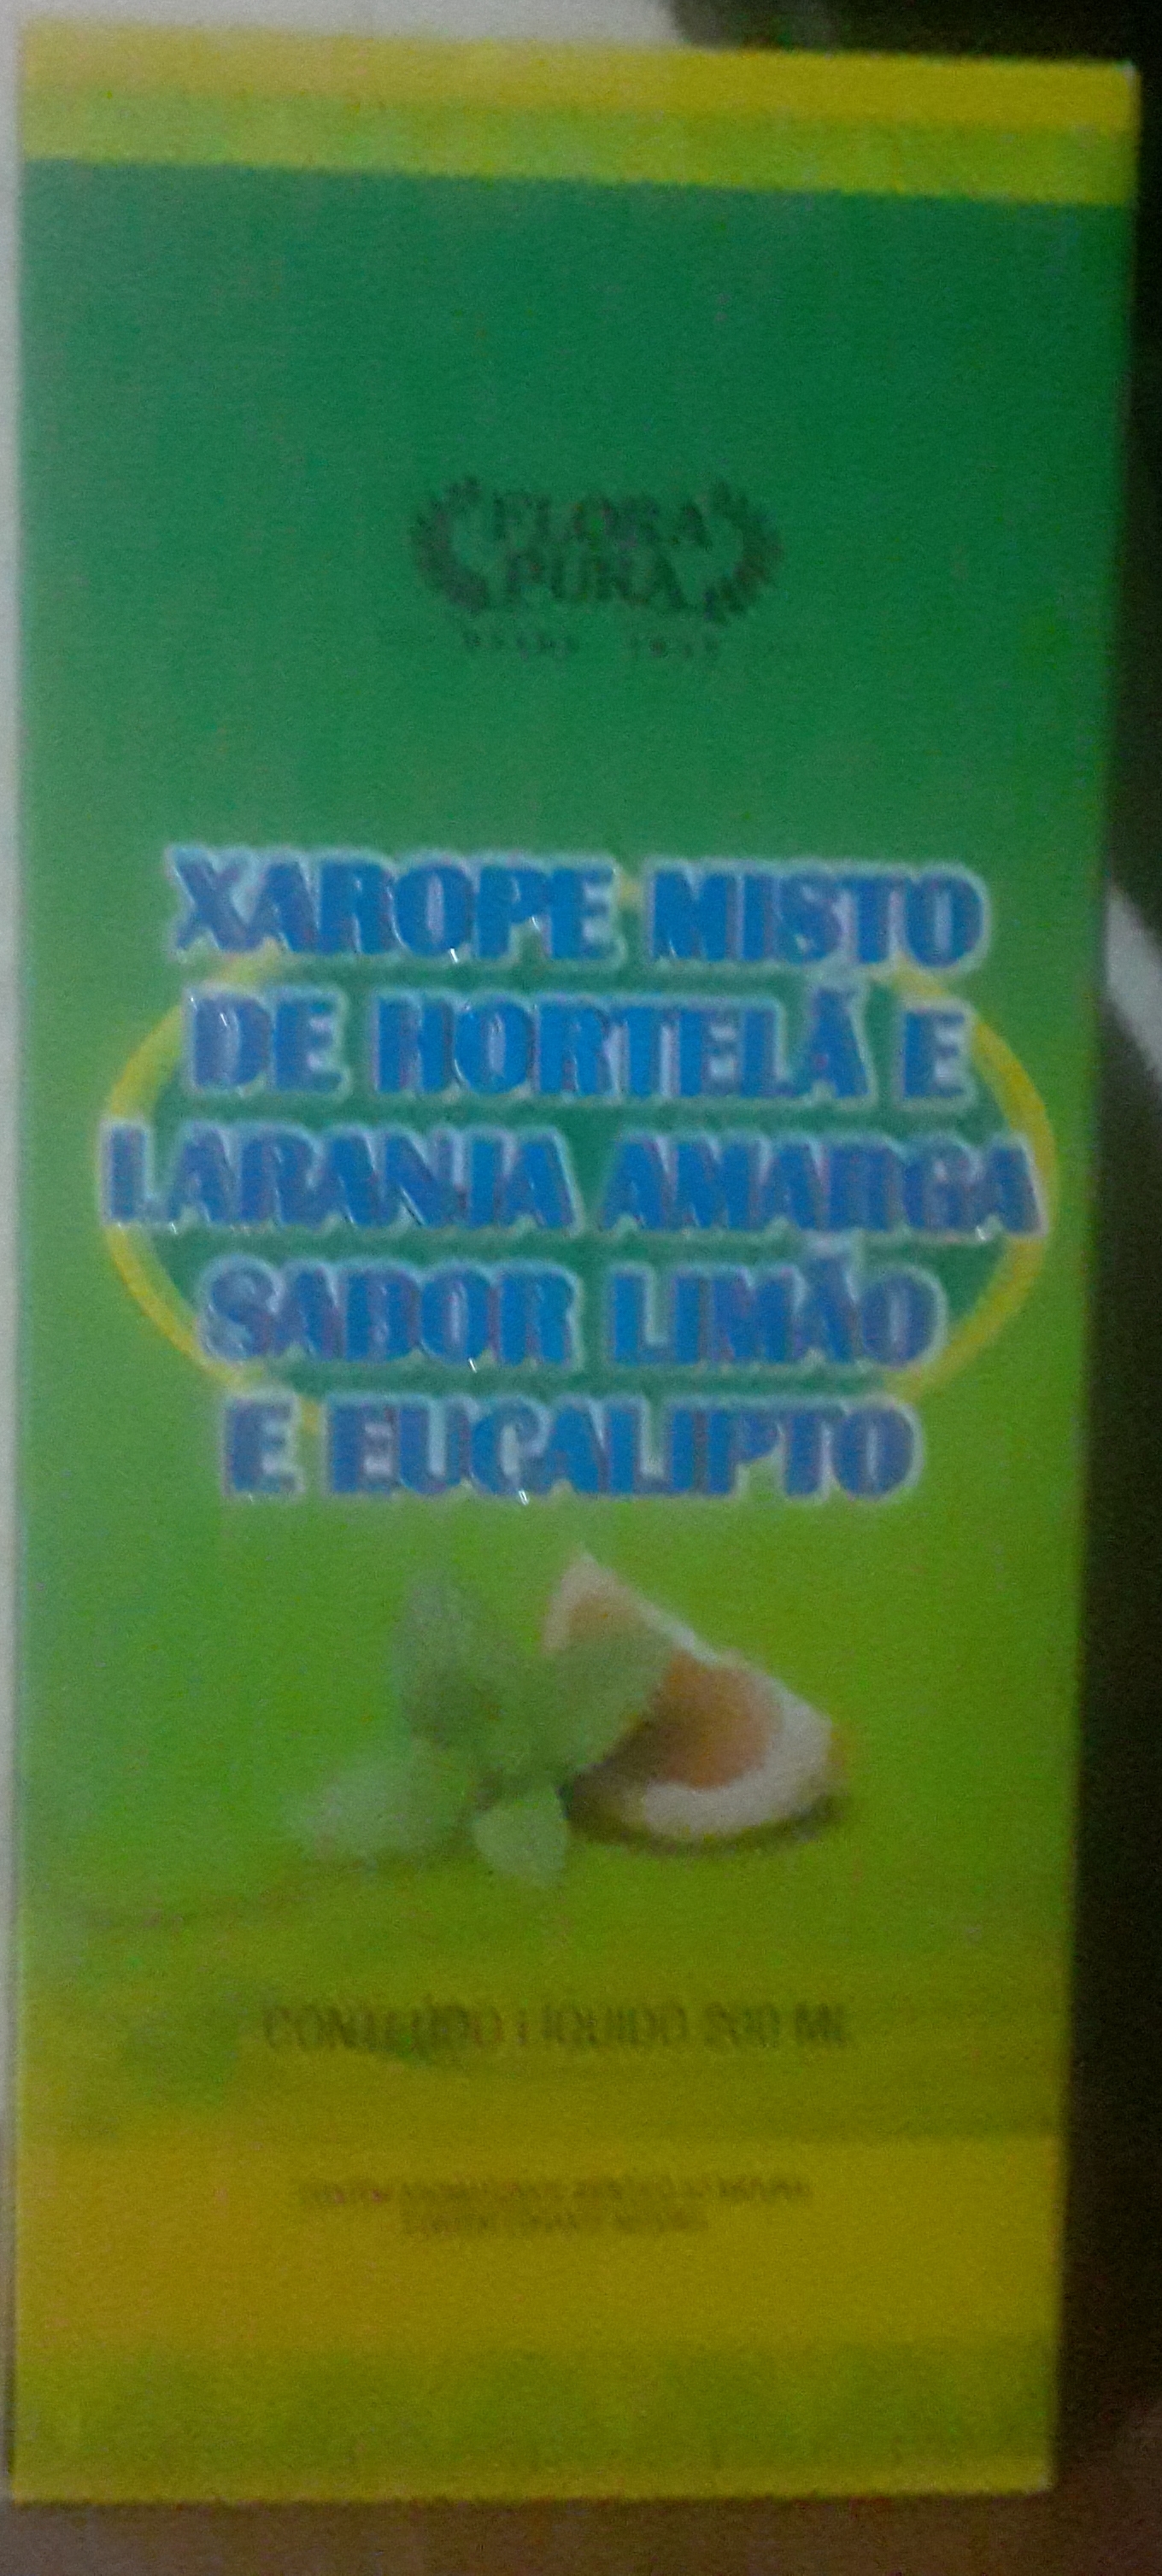 FLORA
PURA
XAROPE MISTO
DE HORTELÃ E
LARANJA AMARGA
SABOR LIMÃO
E EUCALIPTO
CONTEÚDO LÍQUIDO 200 ML